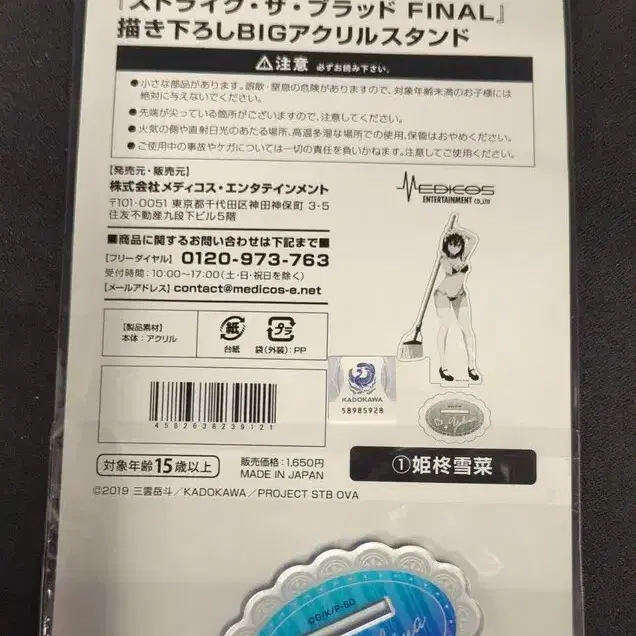 『ストライク・ザ・ブラッド FINAL』
描き下ろしBIGアクリルスタンド
注意 必ずお読み下さい。
●小さな部品があります。誤飲・窒息の危険がありますので、対象年齢未満のお子様には
絶対に与えないでください。
●先端が尖っている箇所がございますので、注意してください。
●火気の側や直射日光のあたる場所、高温多湿な場所での使用、保管はおやめください。
●ご使用中の事故やケガについては一切の責任を負いかねます。注意してご使用ください。
【発売元・販売元】
株式会社メディコス・エンタテインメント
〒101-0051 東京都千代田区神田神保町 3-5
住友不動産九段下ビル5階
MEDICOS
ENTERTAINMENT CO.,LTD
■商品に関するお問い合わせは下記まで■
【フリーダイヤル】0120-973-763
受付時間：10:00〜17:00（土・日・祝日を除く）
【メールアドレス】contact@medicos-e.net
【製品素材】
本体：アクリル
紙
台紙
プラ
袋（外装）：PP
KADOKAWA
58985928
4582638239121
対象年齢15歳以上
販売価格：1,650円
MADE IN JAPAN
①姫柊雪菜
©2019 三雲岳斗／KADOKAWA／PROJECT STB OVA
©G/K/P-SO